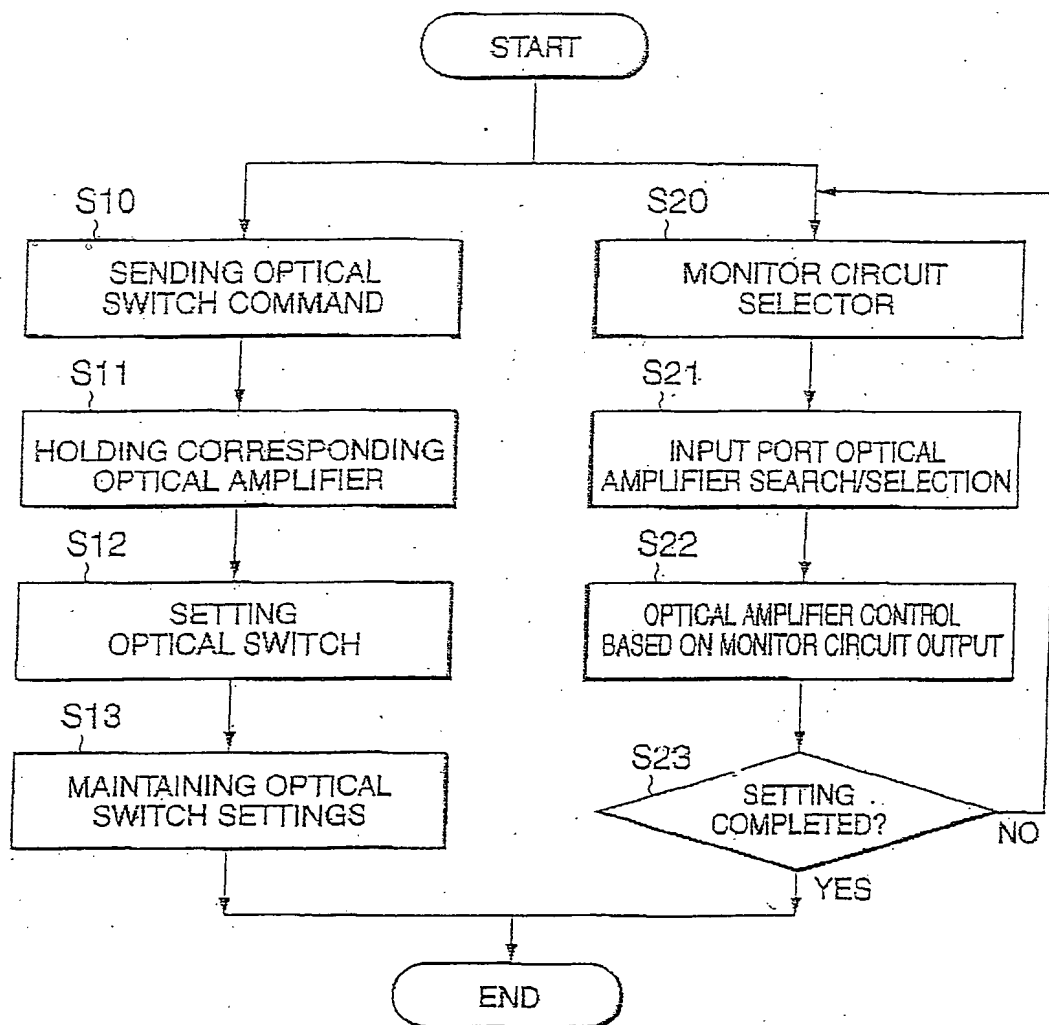 START
S10
SENDING OPTICAL
SWITCH COMMAND
S11
HOLDING CORRESPONDING
OPTICAL AMPLIFIER
S12
SETTING
OPTICAL SWITCH
S13
MAINTAINING OPTICAL
SWITCH SETTINGS
S20
MONITOR CIRCUIT
SELECTOR
S21
INPUT PORT OPTICAL
AMPLIFIER SEARCH/SELECTION
S22
OPTICAL AMPLIFIER CONTROL
BASED ON MONITOR CIRCUIT OUTPUT
S23
SETTING
COMPLETED?
NO
YES
END